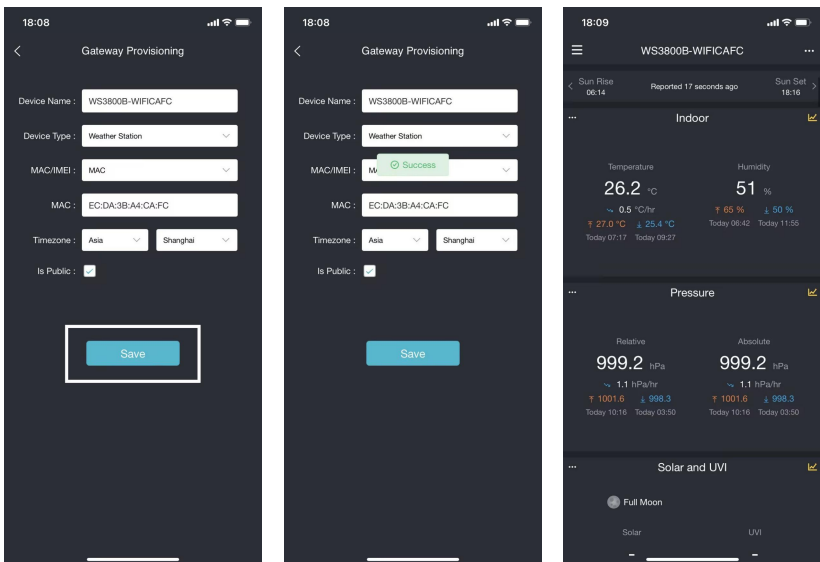 18:08
Gateway Provisioning
Device Name : WS3800B-WIFICAFC
Device Type : Weather Station
MAC/IMEI : MAC
MAC : EC:DA:3B:A4:CA:FC
Timezone : Asia Shanghai
Is Public :
Save
18:08
Gateway Provisioning
Device Name : WS3800B-WIFICAFC
Device Type : Weather Station
Success
MAC/IMEI :
MAC : EC:DA:3B:A4:CA:FC
Timezone : Asia Shanghai
Is Public :
Save
18:09
WS3800B-WIFICAFC
Sun Rise Sun Set
Reported 17 seconds ago
06:14 18:16
Indoor
Temperature Humidity
26.2 °C 51 %
0.5 °C/hr 65 % 50 %
27.0 °C 25.4 °C Today 06:42 Today 11:55
Today 07:17 Today 09:27
Pressure
Relative Absolute
999.2 hPa 999.2 hPa
1.1 hPa/hr 1.1 hPa/hr
1001.6 998.3 1001.6 998.3
Today 10:16 Today 03:50 Today 10:16 Today 03:50
Solar and UVI
Full Moon
Solar UVI
- -